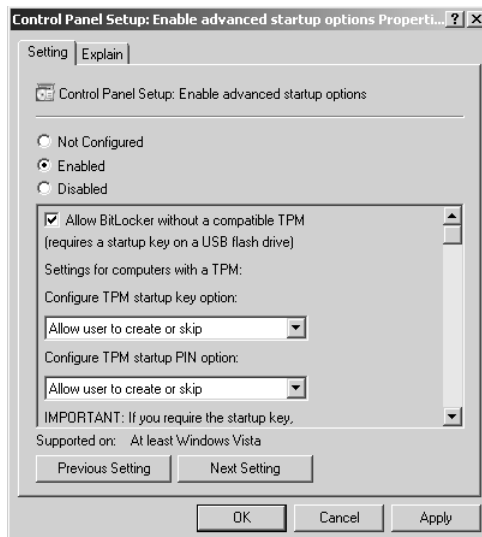 Control Panel Setup: Enable advanced startup options Properti...
Setting
Explain
Control Panel Setup: Enable advanced startup options
Not Configured
Enabled
Disabled
Allow BitLocker without a compatible TPM
(requires a startup key on a USB flash drive)
Settings for computers with a TPM:
Configure TPM startup key option:
Allow user to create or skip
Configure TPM startup PIN option:
Allow user to create or skip
IMPORTANT: If you require the startup key,
Supported on: At least Windows Vista
Previous Setting
Next Setting
OK
Cancel
Apply